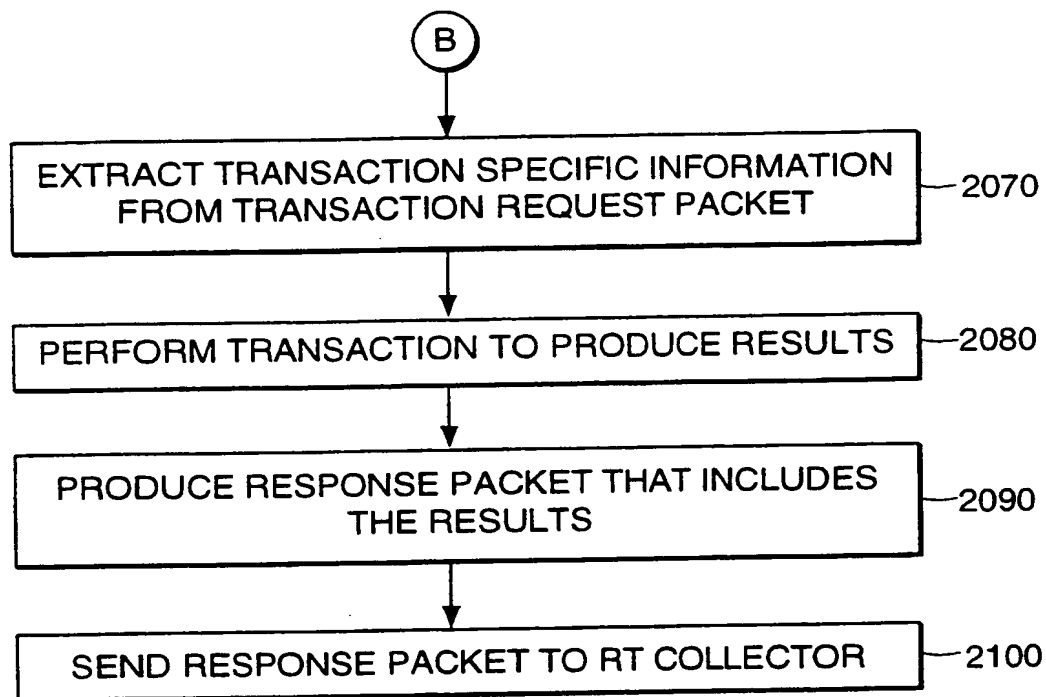 B
EXTRACT TRANSACTION SPECIFIC INFORMATION
FROM TRANSACTION REQUEST PACKET
2070
PERFORM TRANSACTION TO PRODUCE RESULTS
2080
PRODUCE RESPONSE PACKET THAT INCLUDES
THE RESULTS
2090
SEND RESPONSE PACKET TO RT COLLECTOR
2100